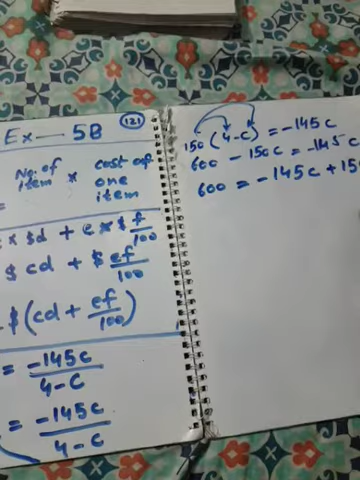 Ex — 5B (121)
No. of item × cost of one item
=
× $d + e × $ f/100
$ cd + $ ef/100
$(cd + ef/100)
= -145c/4-c
= -145c/4-c
150(4-c) = -145c
600 - 150c = -145c
600 = -145c + 15